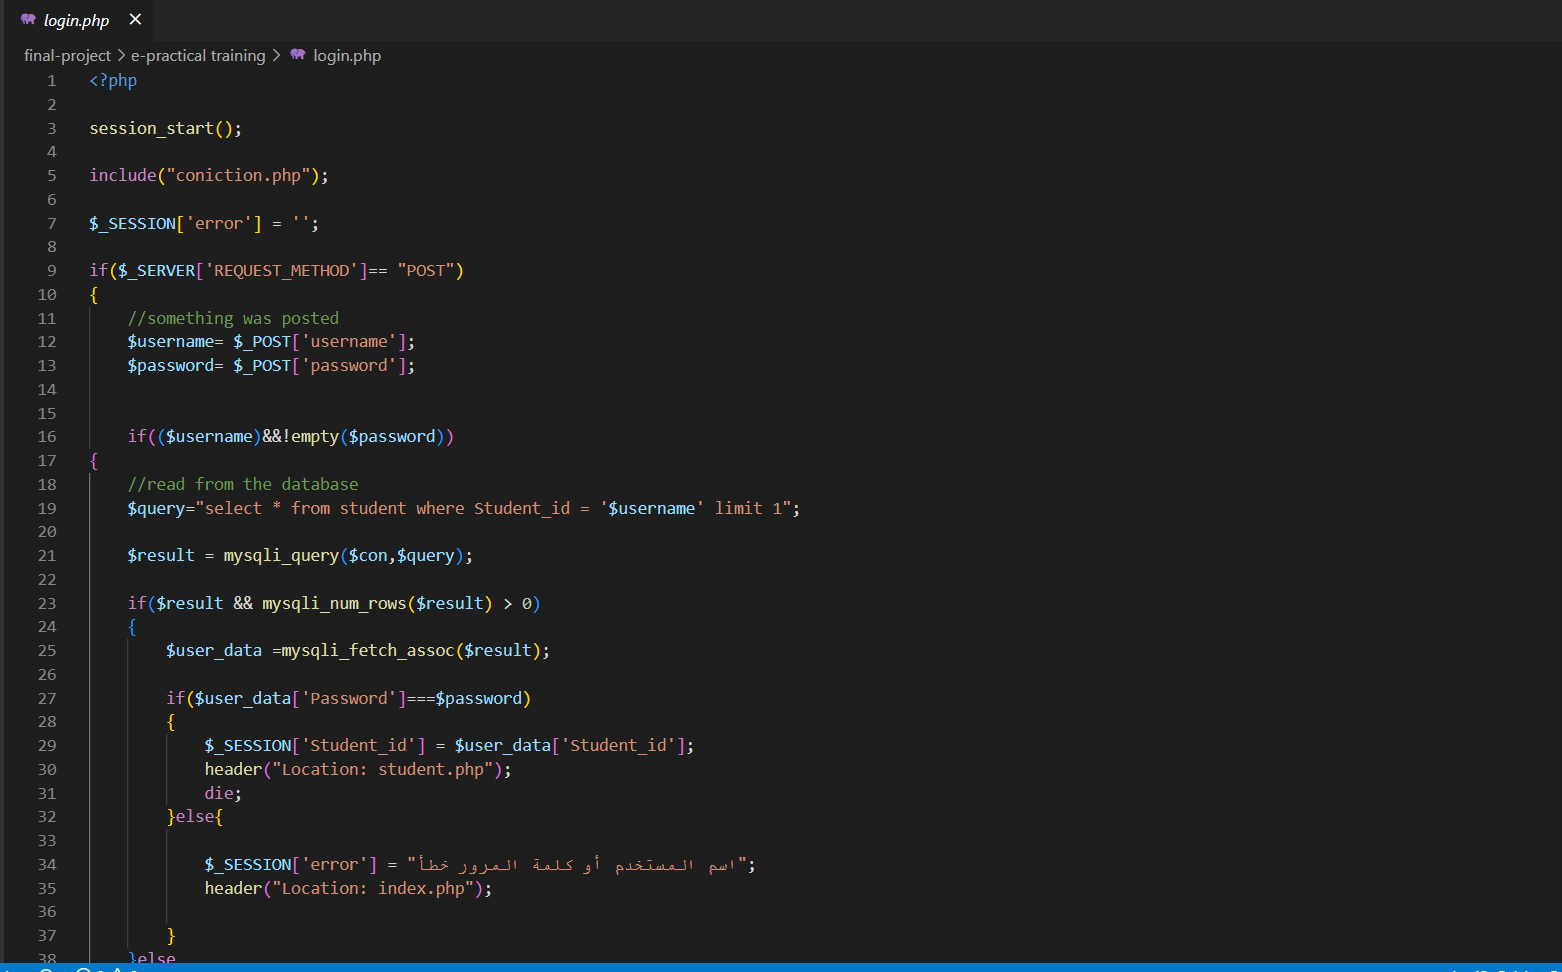 login.php ×
final-project > e-practical training > login.php
1 <?php
2
3 session_start();
4
5 include("coniction.php");
6
7 $_SESSION['error'] = '';
8
9 if($_SERVER['REQUEST_METHOD']== "POST")
10 {
11 //something was posted
12 $username= $_POST['username'];
13 $password= $_POST['password'];
14
15
16 if(($username)&&!empty($password))
17 {
18 //read from the database
19 $query="select * from student where Student_id = '$username' limit 1";
20
21 $result = mysqli_query($con,$query);
22
23 if($result && mysqli_num_rows($result) > 0)
24 {
25 $user_data =mysqli_fetch_assoc($result);
26
27 if($user_data['Password']===$password)
28 {
29 $_SESSION['Student_id'] = $user_data['Student_id'];
30 header("Location: student.php");
31 die;
32 }else{
33
34 $_SESSION['error'] = "اسم المستخدم أو كلمة المرور خطأ";
35 header("Location: index.php");
36
37 }
38 }else